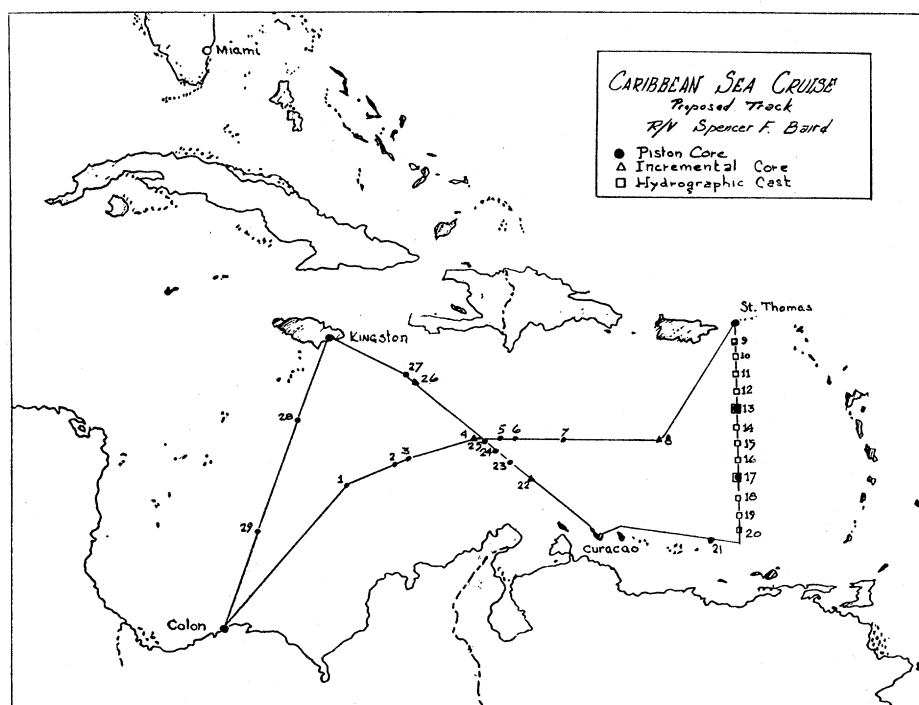 Miami
CARIBBEAN SEA CRUISE
Proposed Track
R/V Spencer F. Baird
Piston Core
Incremental Core
Hydrographic Cast
St. Thomas
Kingston
9
10
11
12
13
14
15
16
17
18
19
20
27
26
28
4
5
6
7
8
25
24
23
22
3
2
1
29
Curacao
21
Colon